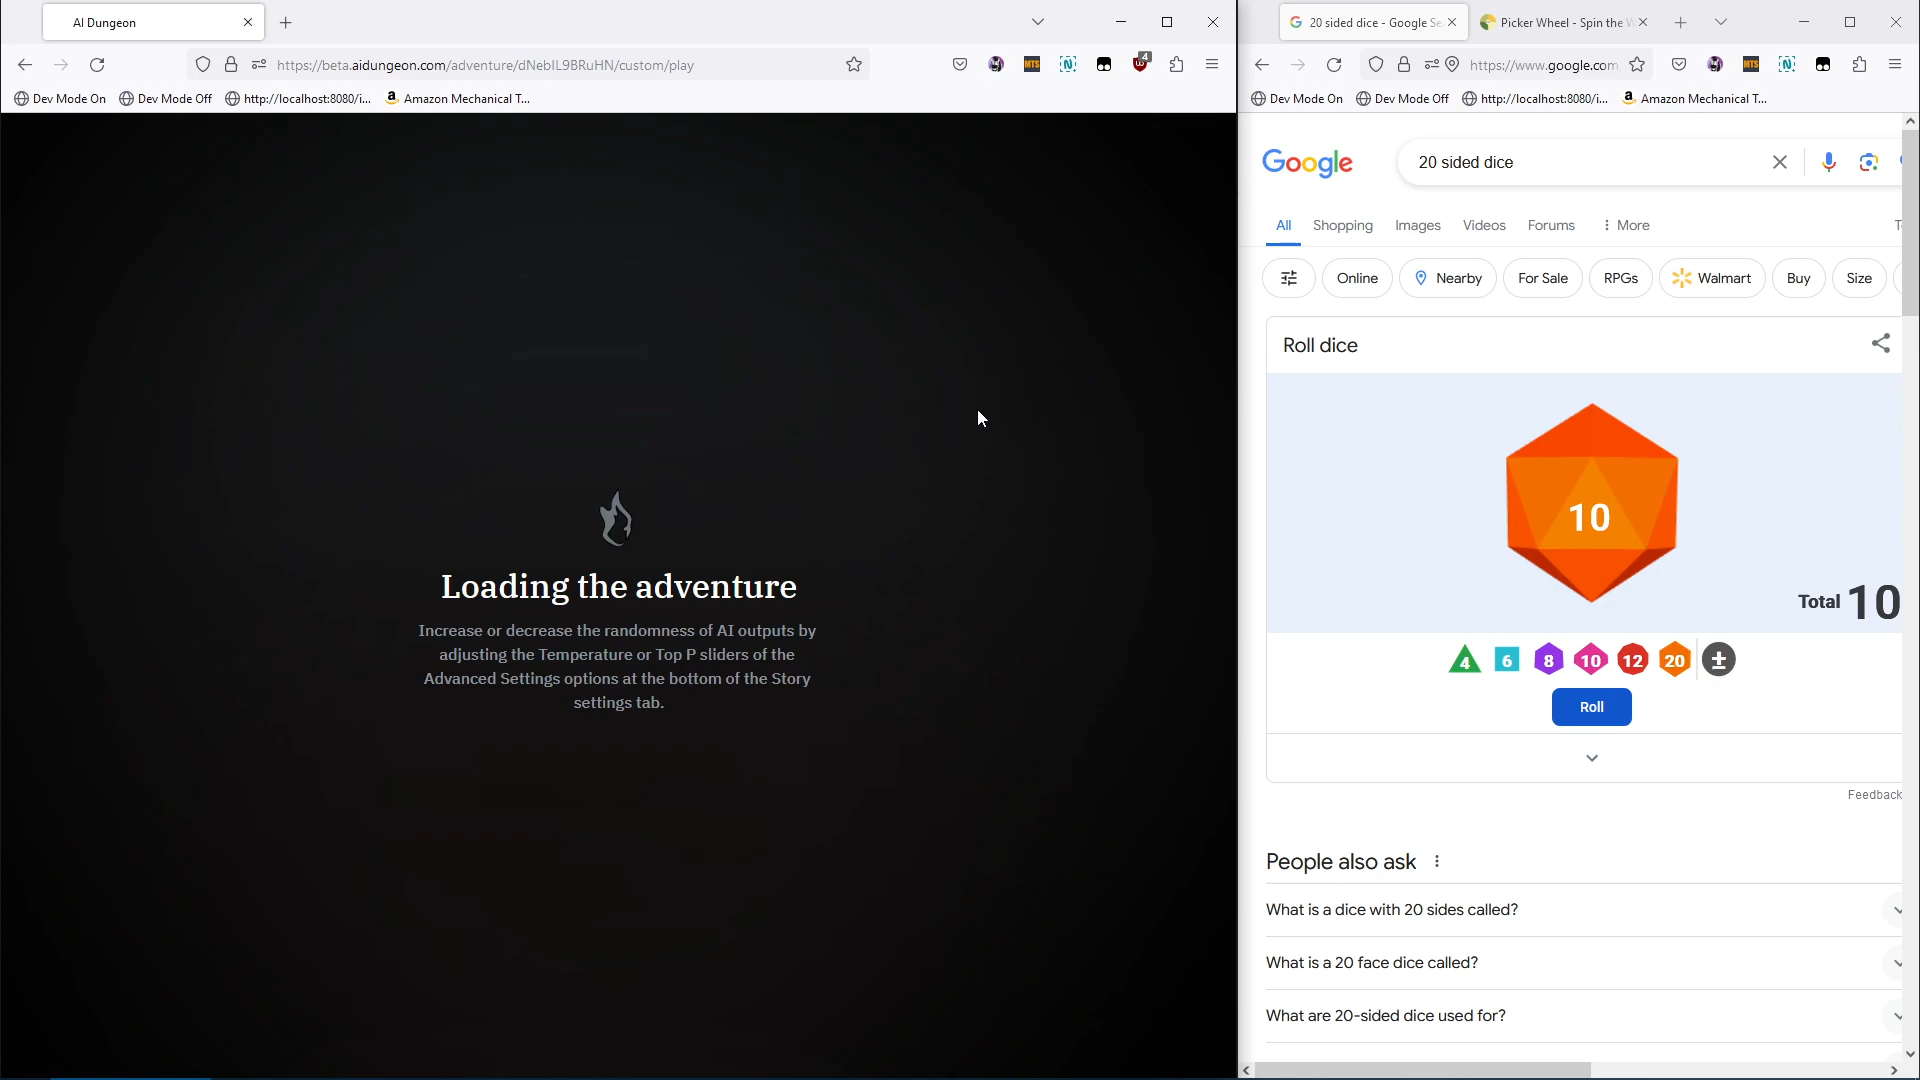 AI Dungeon
https://beta.aidungeon.com/adventure/dNebIL9BRuHN/custom/play
MTS
N
4
Dev Mode On
Dev Mode Off
http://localhost:8080/i...
a Amazon Mechanical T...
Loading the adventure
Increase or decrease the randomness of AI outputs by
adjusting the Temperature or Top P sliders of the
Advanced Settings options at the bottom of the Story
settings tab.
20 sided dice - Google Se
Picker Wheel - Spin the W
https://www.google.com
MTS
N
Dev Mode On
Dev Mode Off
http://localhost:8080/i...
a Amazon Mechanical T...
Google
20 sided dice
All
Shopping
Images
Videos
Forums
More
Online
Nearby
For Sale
RPGs
Walmart
Buy
Size
Roll dice
10
Total 10
4 6 8 10 12 20 ±
Roll
Feedback
People also ask
What is a dice with 20 sides called?
What is a 20 face dice called?
What are 20-sided dice used for?